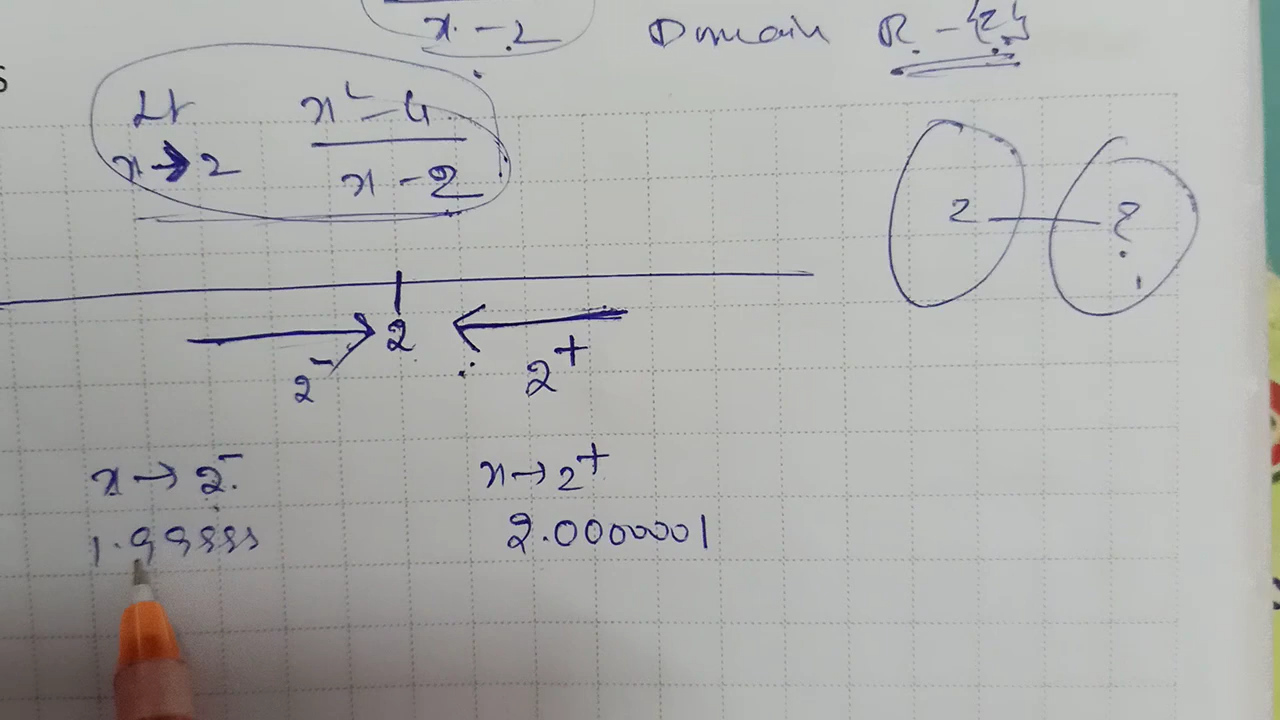 x - 2 Domain R - {2}
Lt x² - 4
x → 2 x - 2
2 ?
2
2⁻ 2⁺
x → 2⁻ x → 2⁺
1.99999 2.0000001